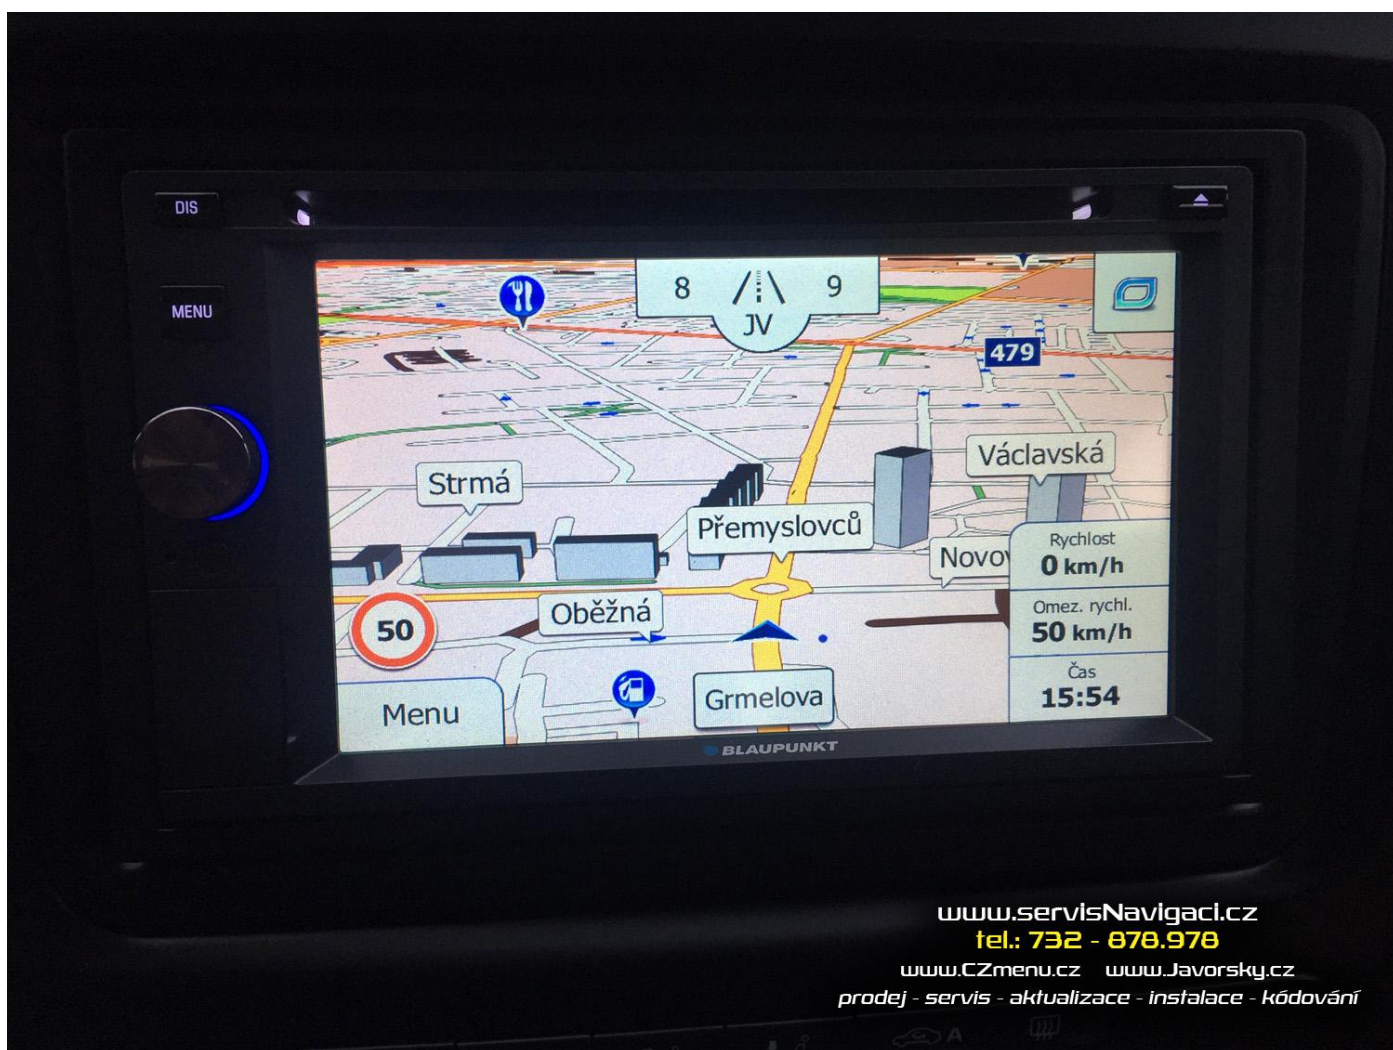 DIS
MENU
8
9
JV
479
Václavská
Strmá
Přemyslovců
Rychlost
0 km/h
Oběžná
Omez. rychl.
50 km/h
50
Čas
15:54
Menu
Grmelova
BLAUPUNKT
www.servisNavigaci.cz
tel.: 732 - 878.978
www.CZmenu.cz www.Javorsky.cz
prodej - servis - aktualizace - instalace - kódování
A